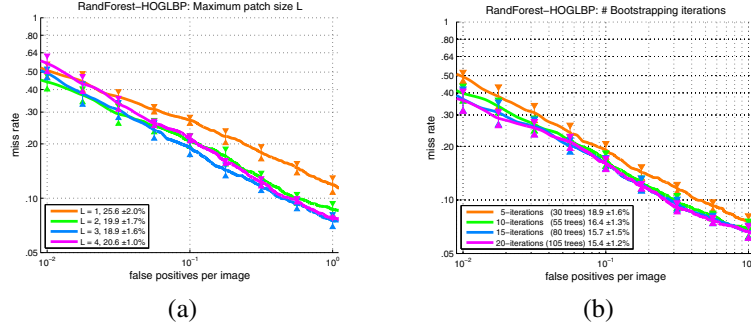 RandForest−HOGLBP: Maximum patch size L
1
.80
.64
.50
.40
.30
.20
.10
.05
miss rate
L = 1, 25.6 ±2.0%
L = 2, 19.9 ±1.7%
L = 3, 18.9 ±1.6%
L = 4, 20.6 ±1.0%
10−2
10−1
100
false positives per image
(a)
RandForest−HOGLBP: # Bootstrapping iterations
1
.80
.64
.50
.40
.30
.20
.10
.05
miss rate
5−iterations (30 trees) 18.9 ±1.6%
10−iterations (55 trees) 16.4 ±1.3%
15−iterations (80 trees) 15.7 ±1.5%
20−iterations (105 trees) 15.4 ±1.2%
10−2
10−1
10
false positives per image
(b)